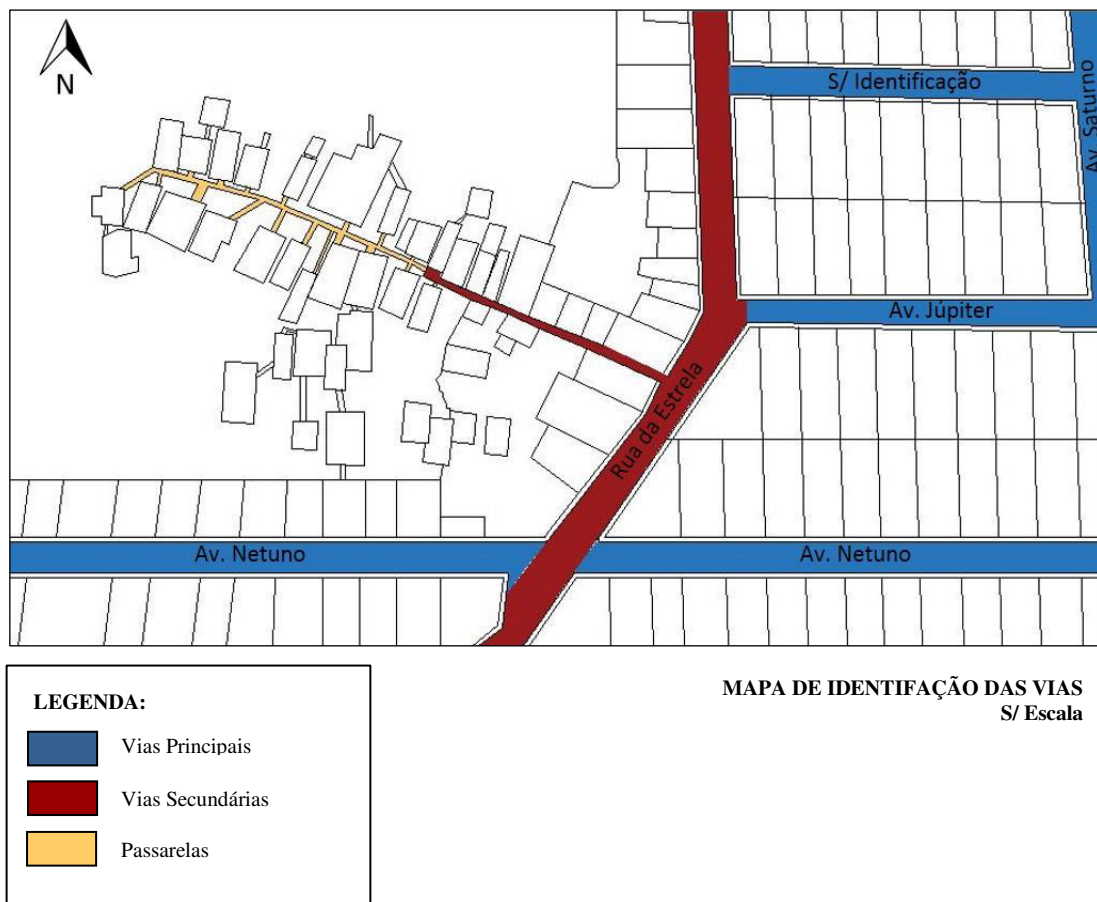 N
S/ Identificação
Av. Saturno
Av. Júpiter
Rua da Estrela
Av. Netuno
Av. Netuno
MAPA DE IDENTIFAÇÃO DAS VIAS
S/ Escala
LEGENDA:
Vias Principais
Vias Secundárias
Passarelas